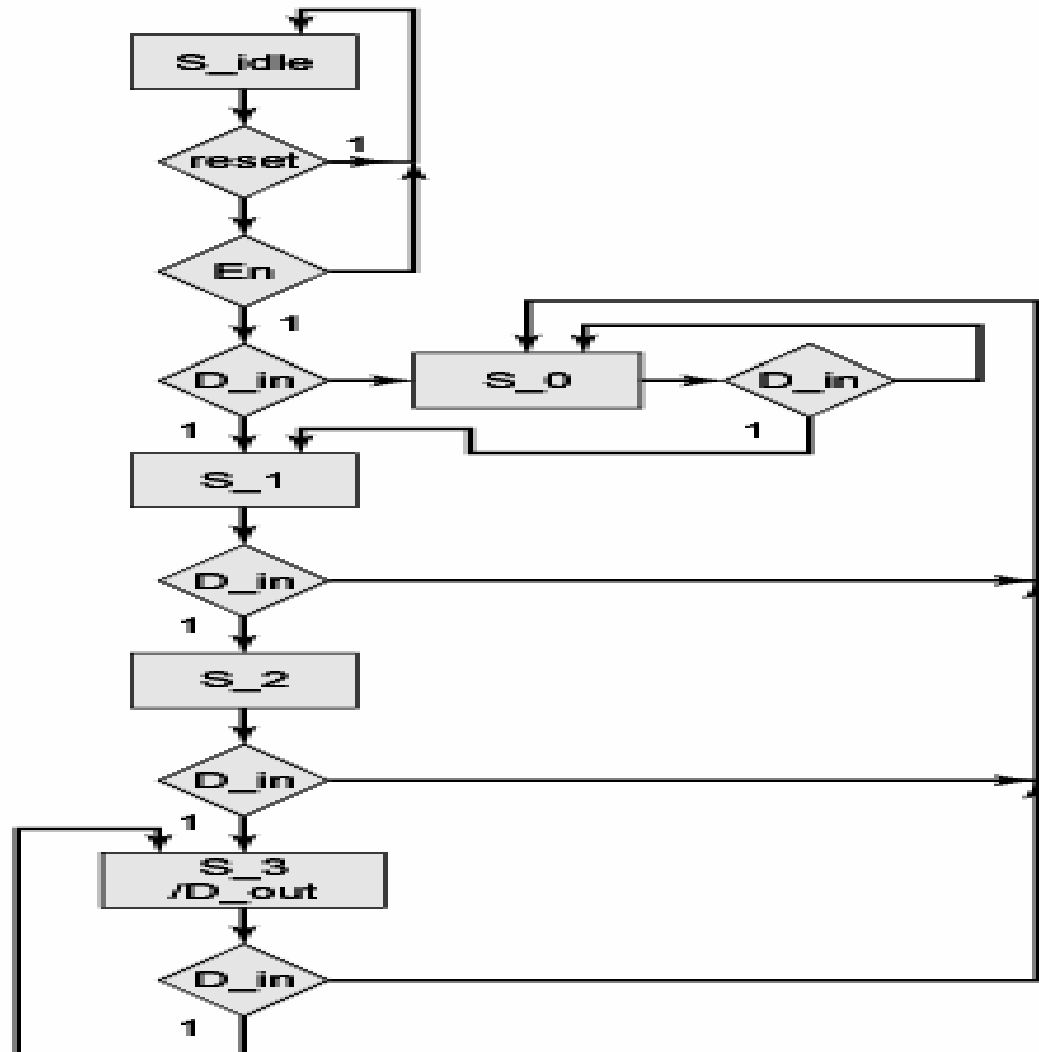 S_idle
reset
1
En
1
D_in
S_0
D_in
1
1
S_1
D_in
1
S_2
D_in
1
S_3
/D_out
D_in
1